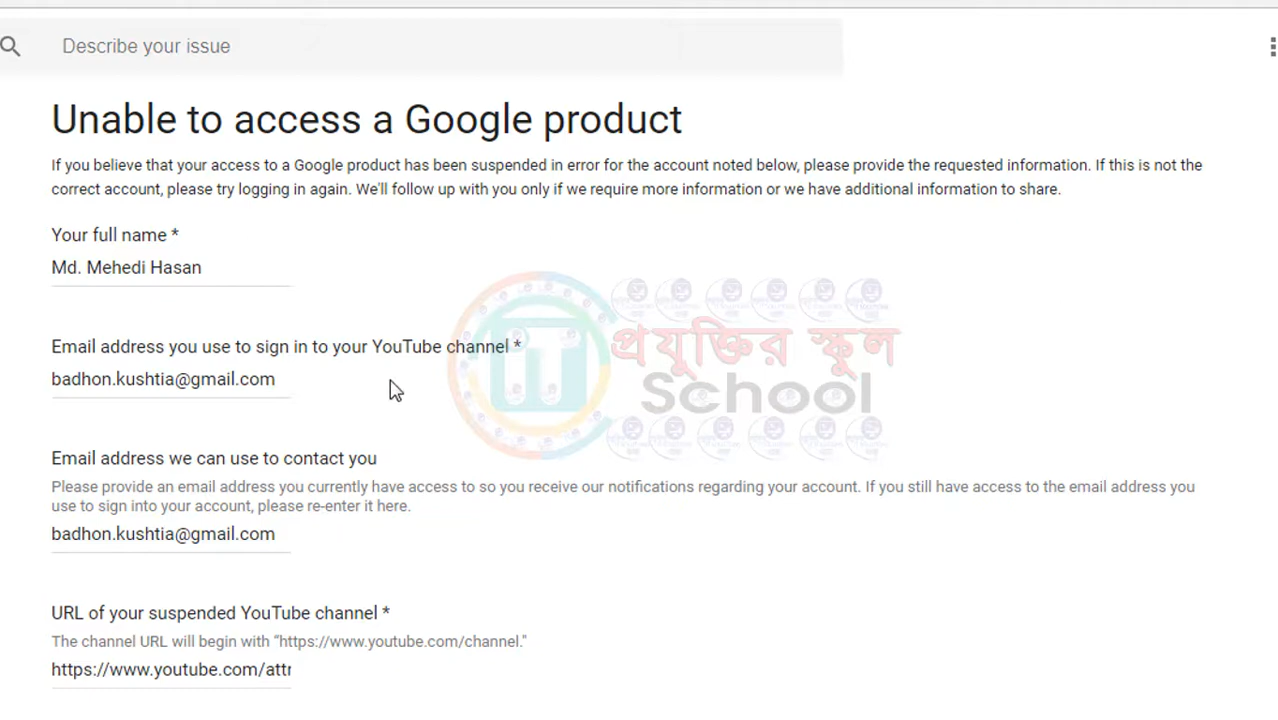 Describe your issue
Unable to access a Google product
If you believe that your access to a Google product has been suspended in error for the account noted below, please provide the requested information. If this is not the
correct account, please try logging in again. We'll follow up with you only if we require more information or we have additional information to share.
Your full name *
Md. Mehedi Hasan
Email address you use to sign in to your YouTube channel *
badhon.kushtia@gmail.com
প্রযুক্তির স্কুল
School
Email address we can use to contact you
Please provide an email address you currently have access to so you receive our notifications regarding your account. If you still have access to the email address you
use to sign into your account, please re-enter it here.
badhon.kushtia@gmail.com
URL of your suspended YouTube channel *
The channel URL will begin with “https://www.youtube.com/channel."
https://www.youtube.com/attr